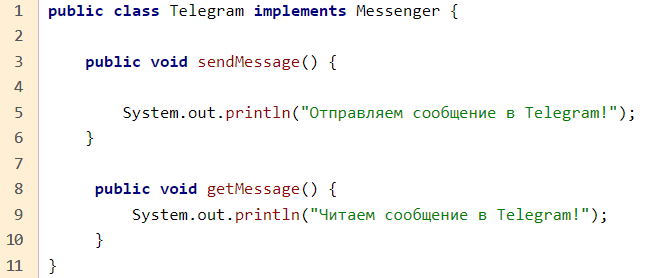 1 public class Telegram implements Messenger {
2
3     public void sendMessage() {
4
5         System.out.println("Отправляем сообщение в Telegram!");
6     }
7
8      public void getMessage() {
9          System.out.println("Читаем сообщение в Telegram!");
10      }
11 }